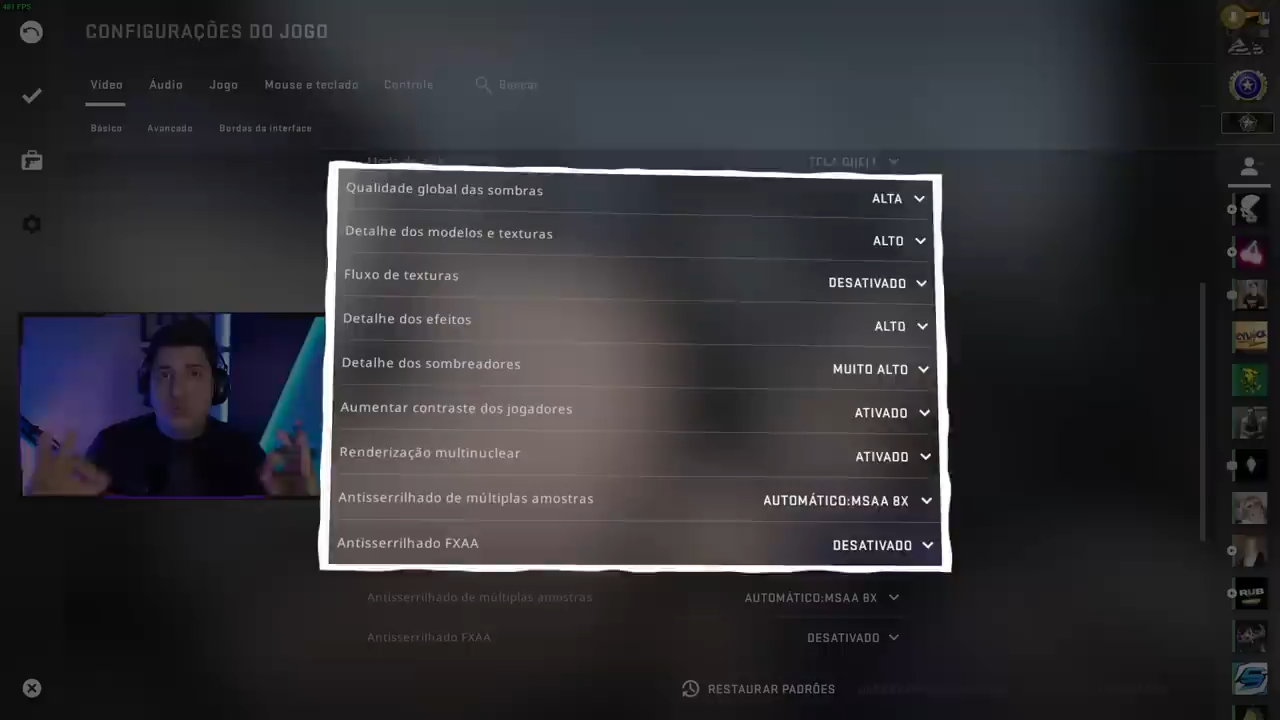 481 FPS
CONFIGURAÇÕES DO JOGO
Vídeo Áudio Jogo Mouse e teclado Controle Buscar
Básico Avançado Bordas da interface
Qualidade global das sombras ALTA
Detalhe dos modelos e texturas ALTO
Fluxo de texturas DESATIVADO
Detalhe dos efeitos ALTO
Detalhe dos sombreadores MUITO ALTO
Aumentar contraste dos jogadores ATIVADO
Renderização multinuclear ATIVADO
Antisserrilhado de múltiplas amostras AUTOMÁTICO:MSAA 8X
Antisserrilhado FXAA DESATIVADO
Antisserrilhado de múltiplas amostras AUTOMÁTICO:MSAA 8X
Antisserrilhado FXAA DESATIVADO
RESTAURAR PADRÕES
RUB